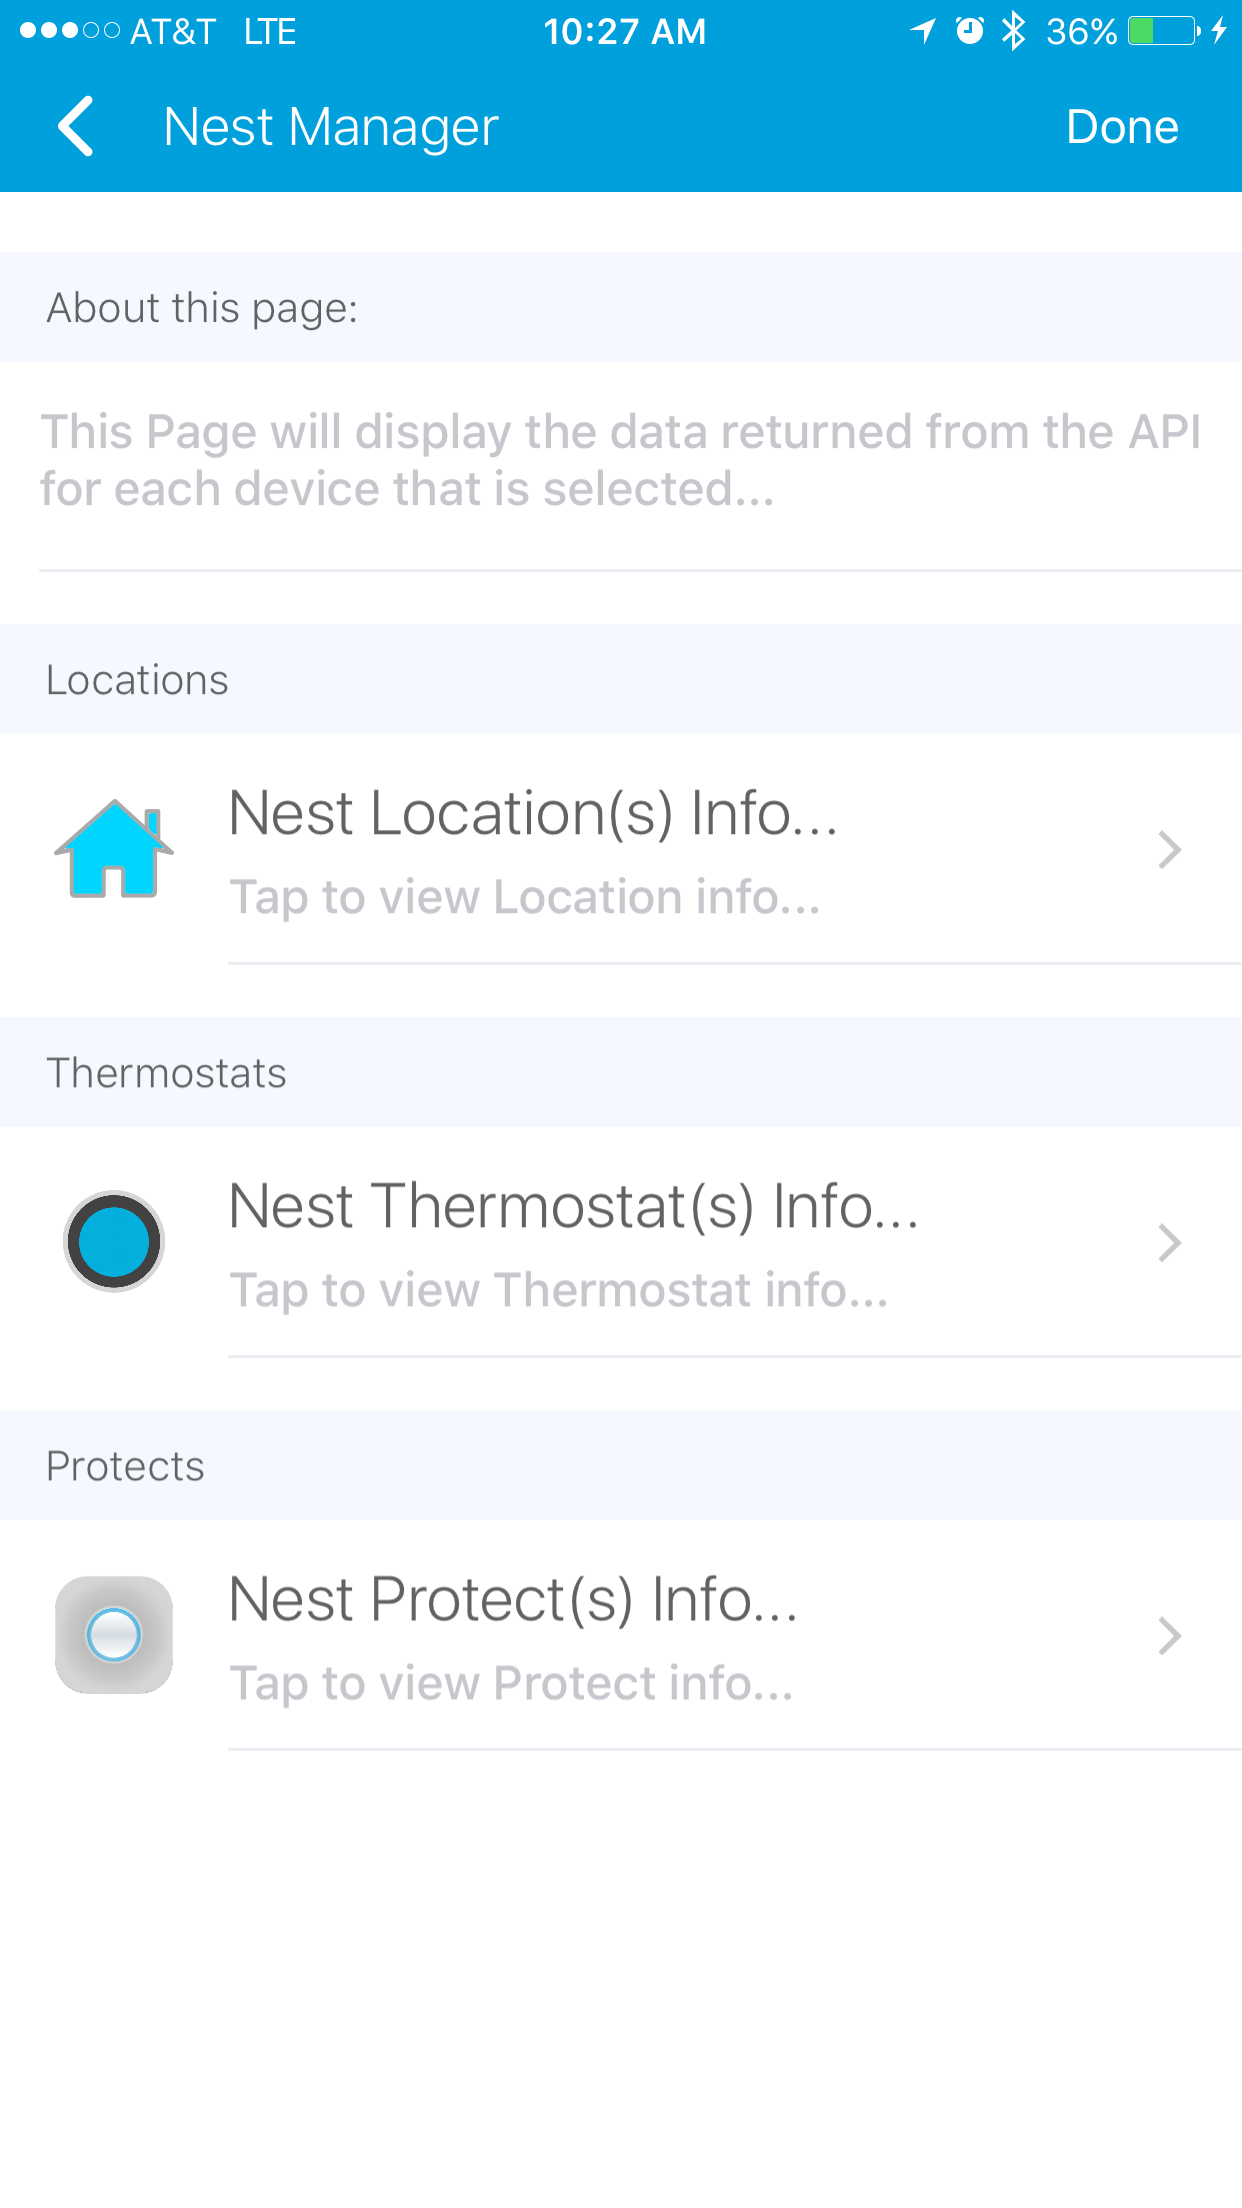 AT&T LTE 10:27 AM 36%
Nest Manager Done
About this page:
This Page will display the data returned from the API
for each device that is selected...
Locations
Nest Location(s) Info...
Tap to view Location info...
Thermostats
Nest Thermostat(s) Info...
Tap to view Thermostat info...
Protects
Nest Protect(s) Info...
Tap to view Protect info...